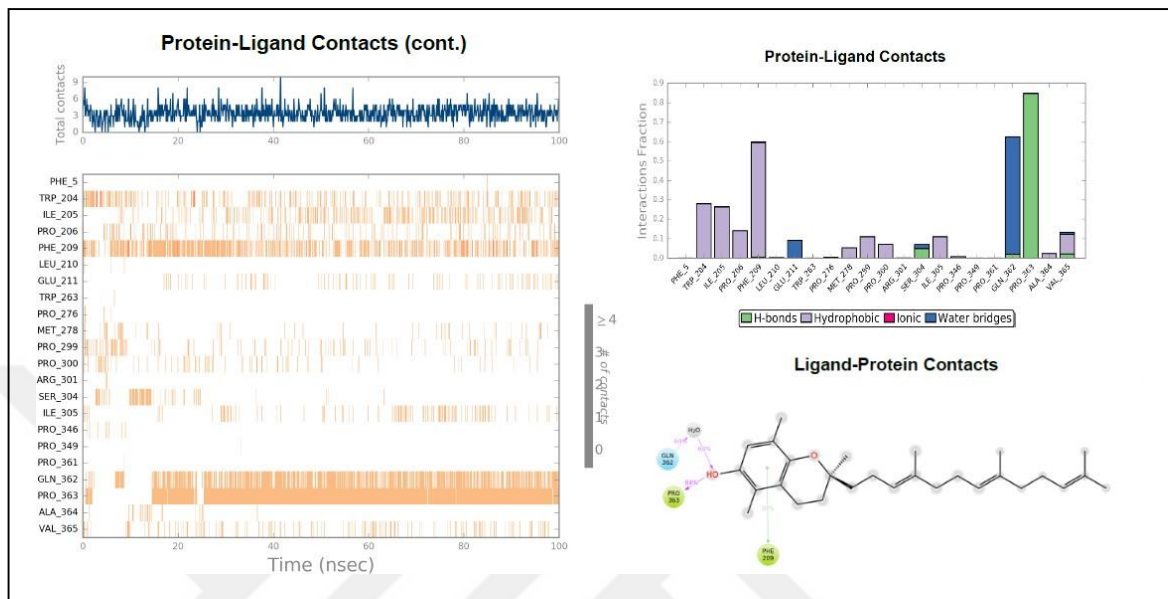 Protein-Ligand Contacts (cont.)
Total contacts
9
6
3
0
0
20
40
60
80
100
PHE_5
TRP_204
ILE_205
PRO_206
PHE_209
LEU_210
GLU_211
TRP_263
PRO_276
MET_278
PRO_299
PRO_300
ARG_301
SER_304
ILE_305
PRO_346
PRO_349
PRO_361
GLN_362
PRO_363
ALA_364
VAL_365
0
20
40
60
80
100
Time (nsec)
≥ 4
3
2
1
0
# of contacts
Protein-Ligand Contacts
Interactions Fraction
0.9
0.8
0.7
0.6
0.5
0.4
0.3
0.2
0.1
0.0
PHE_5
TRP_204
ILE_205
PRO_206
PHE_209
LEU_210
GLU_211
TRP_263
PRO_276
MET_278
PRO_299
PRO_300
ARG_301
SER_304
ILE_305
PRO_346
PRO_349
PRO_361
GLN_362
PRO_363
ALA_364
VAL_365
H-bonds Hydrophobic Ionic Water bridges
Ligand-Protein Contacts
H₂O
GLN
362
HO
O
PRO
363
PHE
209